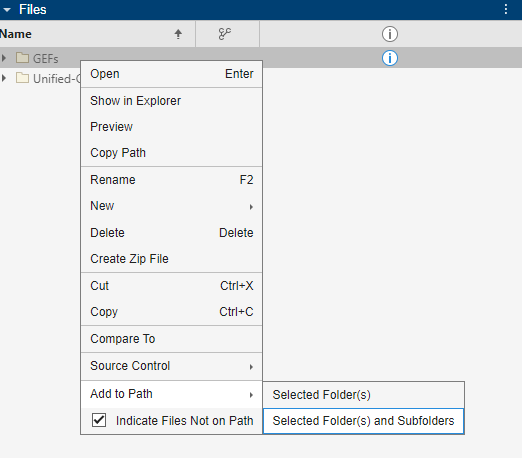 Files
Name
GEFs
Unified-
Open Enter
Show in Explorer
Preview
Copy Path
Rename F2
New
Delete Delete
Create Zip File
Cut Ctrl+X
Copy Ctrl+C
Compare To
Source Control
Add to Path
Selected Folder(s)
Indicate Files Not on Path
Selected Folder(s) and Subfolders